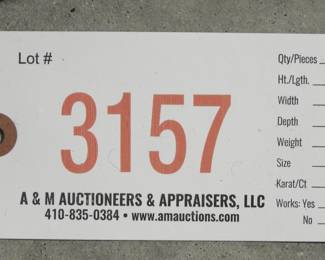 Lot #
3157
A & M AUCTIONEERS & APPRAISERS, LLC
410-835-0384 • www.amauctions.com
Qty/Pieces
Ht./Lgth.
Width
Depth
Weight
Size
Karat/Ct
Works: Yes
No